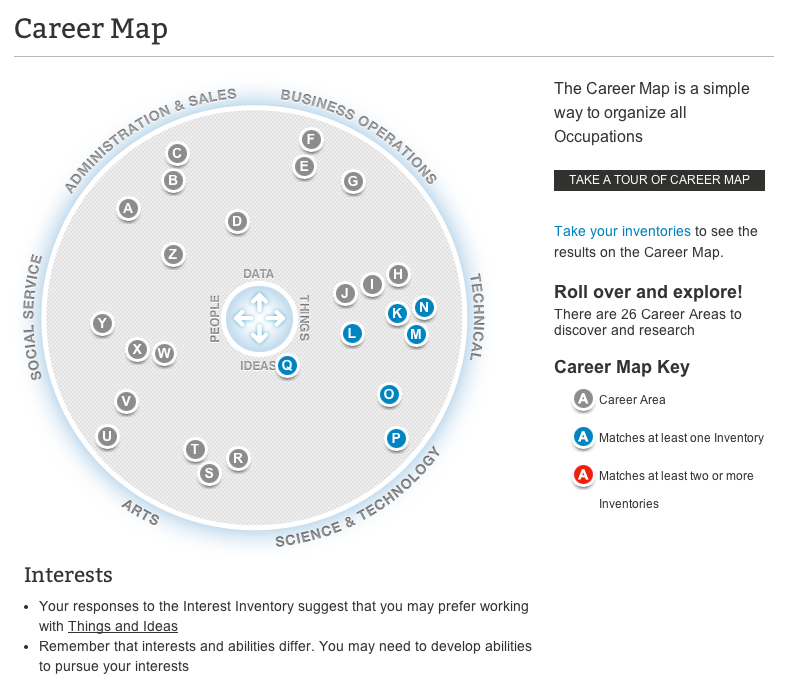 Career Map
The Career Map is a simple
way to organize all
Occupations
TAKE A TOUR OF CAREER MAP
Take your inventories to see the
results on the Career Map.
Roll over and explore!
There are 26 Career Areas to
discover and research
Career Map Key
A Career Area
A Matches at least one Inventory
A Matches at least two or more
Inventories
ADMINISTRATION & SALES
BUSINESS OPERATIONS
TECHNICAL
SCIENCE & TECHNOLOGY
ARTS
SOCIAL SERVICE
F
C
E
B
G
A
D
Z
DATA
H
I
J
PEOPLE
THINGS
N
K
Y
L
M
X
W
IDEAS
Q
O
V
U
P
T
R
S
Interests
• Your responses to the Interest Inventory suggest that you may prefer working
with Things and Ideas
• Remember that interests and abilities differ. You may need to develop abilities
to pursue your interests